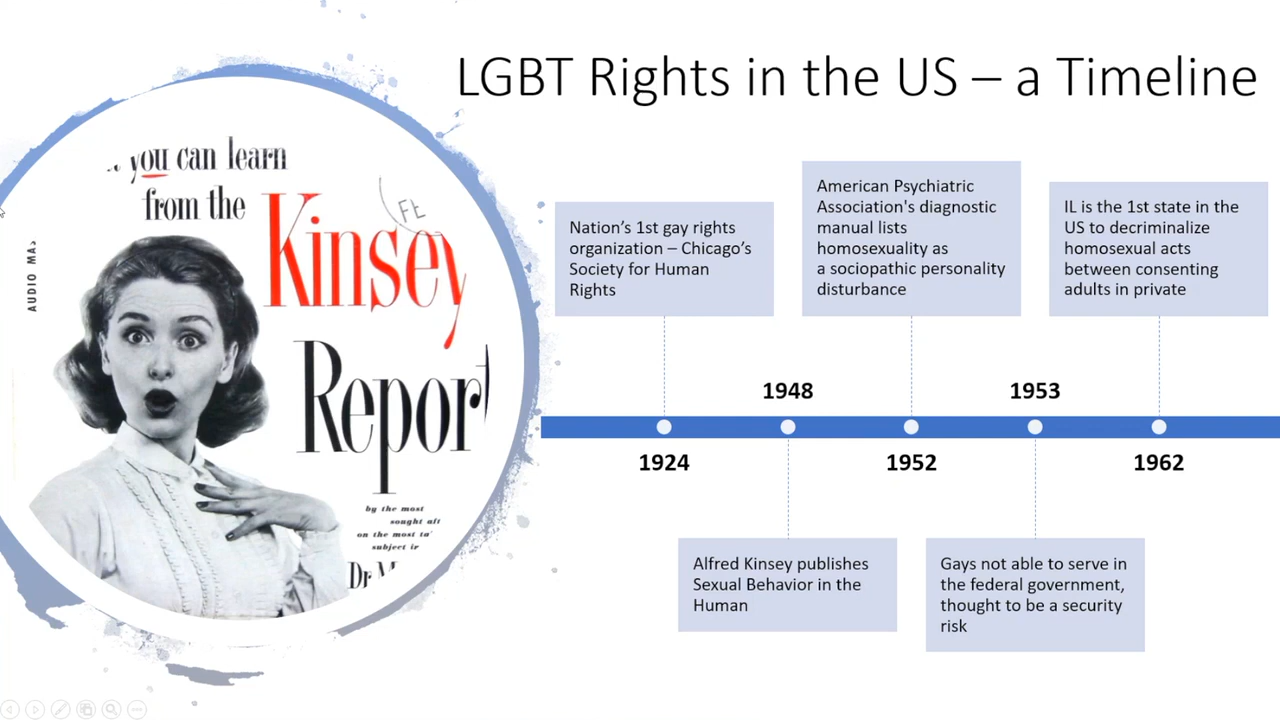 LGBT Rights in the US – a Timeline
you can learn
from the
Kinsey
Report
AUDIO
by the most
sought
on the most
subject
Dr
Ft
Nation's 1st gay rights
organization – Chicago's
Society for Human
Rights
American Psychiatric
Association's diagnostic
manual lists
homosexuality as
a sociopathic personality
disturbance
IL is the 1st state in the
US to decriminalize
homosexual acts
between consenting
adults in private
1948
1953
1924
1952
1962
Alfred Kinsey publishes
Sexual Behavior in the
Human
Gays not able to serve in
the federal government,
thought to be a security
risk